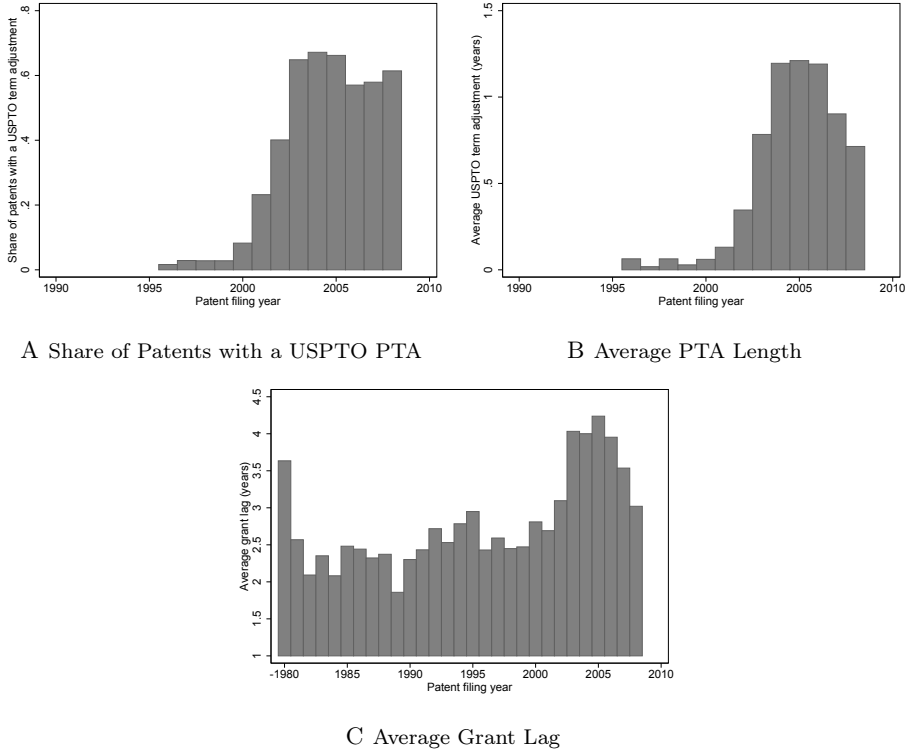 Share of patents with a USPTO term adjustment
.8
.6
.4
.2
0
1990 1995 2000 2005 2010
Patent filing year
A Share of Patents with a USPTO PTA
Average USPTO term adjustment (years)
1.5
1
.5
0
1990 1995 2000 2005 2010
Patent filing year
B Average PTA Length
Average grant lag (years)
4.5
4
3.5
3
2.5
2
1.5
1
-1980 1985 1990 1995 2000 2005 2010
Patent filing year
C Average Grant Lag